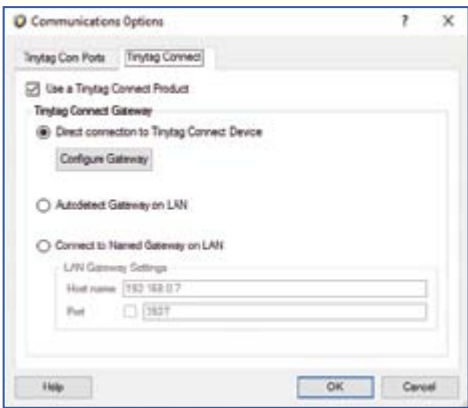 Communications Options
Tinytag Com Ports
Tinytag Connect
Use a Tinytag Connect Product
Tinytag Connect Gateway
Direct connection to Tinytag Connect Device
Configure Gateway
Autodetect Gateway on LAN
Connect to Named Gateway on LAN
LAN Gateway Settings
Host name 192.168.0.7
Port
Help
OK
Cancel